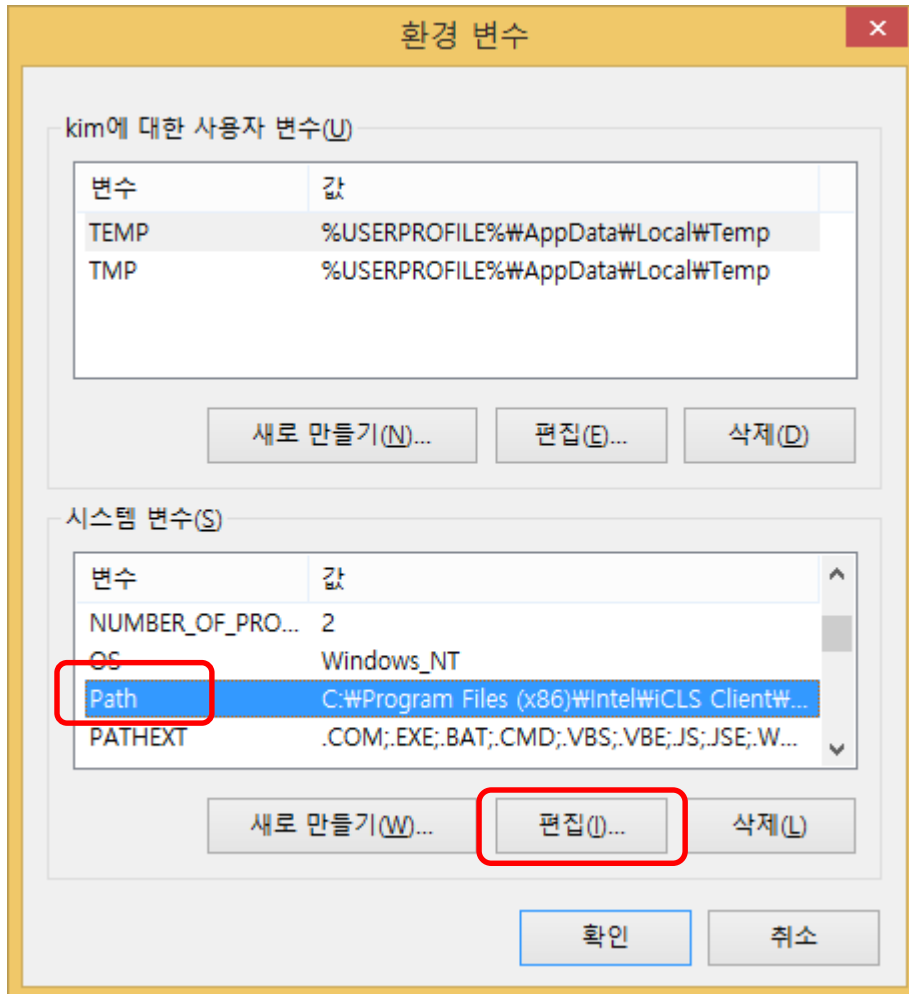 환경 변수
kim에 대한 사용자 변수(U)
변수 값
TEMP %USERPROFILE%₩AppData₩Local₩Temp
TMP %USERPROFILE%₩AppData₩Local₩Temp
새로 만들기(N)... 편집(E)... 삭제(D)
시스템 변수(S)
변수 값
NUMBER_OF_PRO... 2
OS Windows_NT
Path C:₩Program Files (x86)₩Intel₩iCLS Client₩...
PATHEXT .COM;.EXE;.BAT;.CMD;.VBS;.VBE;.JS;.JSE;.W...
새로 만들기(W)... 편집(I)... 삭제(L)
확인 취소